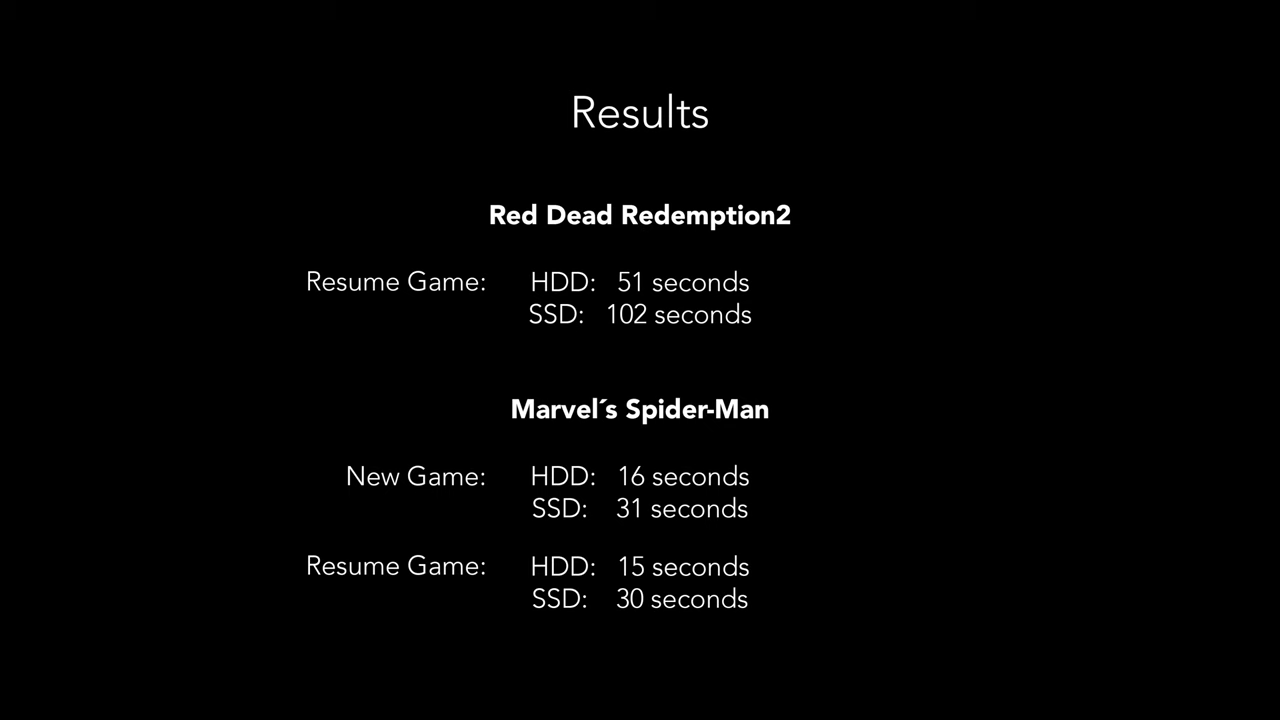 Results
Red Dead Redemption2
Resume Game: HDD: 51 seconds
SSD: 102 seconds
Marvel´s Spider-Man
New Game: HDD: 16 seconds
SSD: 31 seconds
Resume Game: HDD: 15 seconds
SSD: 30 seconds